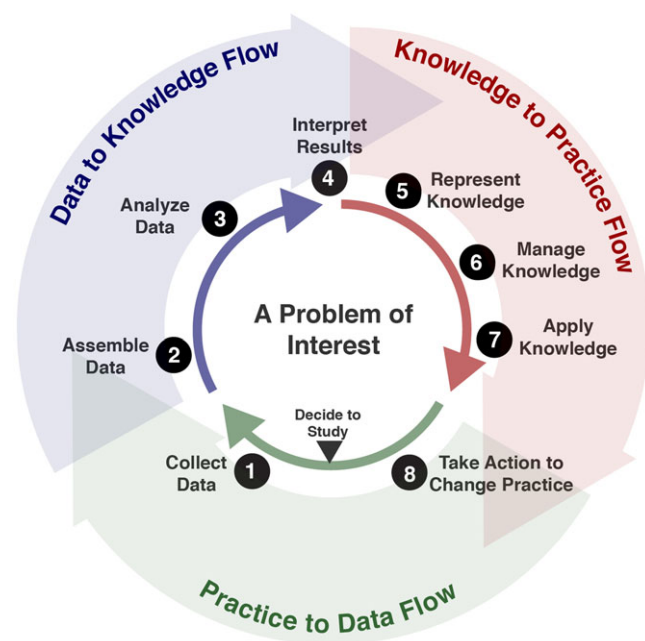 Data to Knowledge Flow
Knowledge to Practice Flow
Interpret
Results
4
5
Represent
Knowledge
Analyze
Data
3
6
Manage
Knowledge
A Problem of
Interest
Assemble
Data
2
7
Apply
Knowledge
Decide to
Study
Collect
Data
1
8
Take Action to
Change Practice
Practice to Data Flow